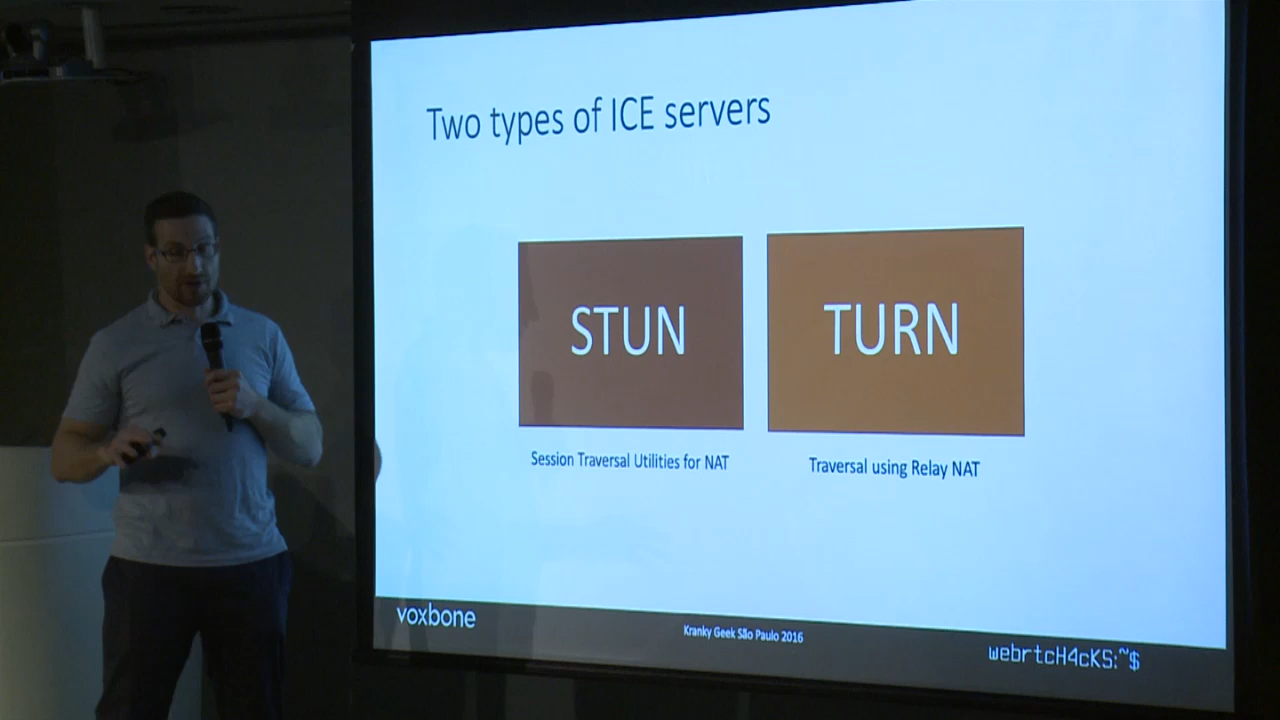 Two types of ICE servers
STUN
TURN
Session Traversal Utilities for NAT
Traversal using Relay NAT
voxbone
Kranky Geek São Paulo 2016
webrtcH4cKS:~$